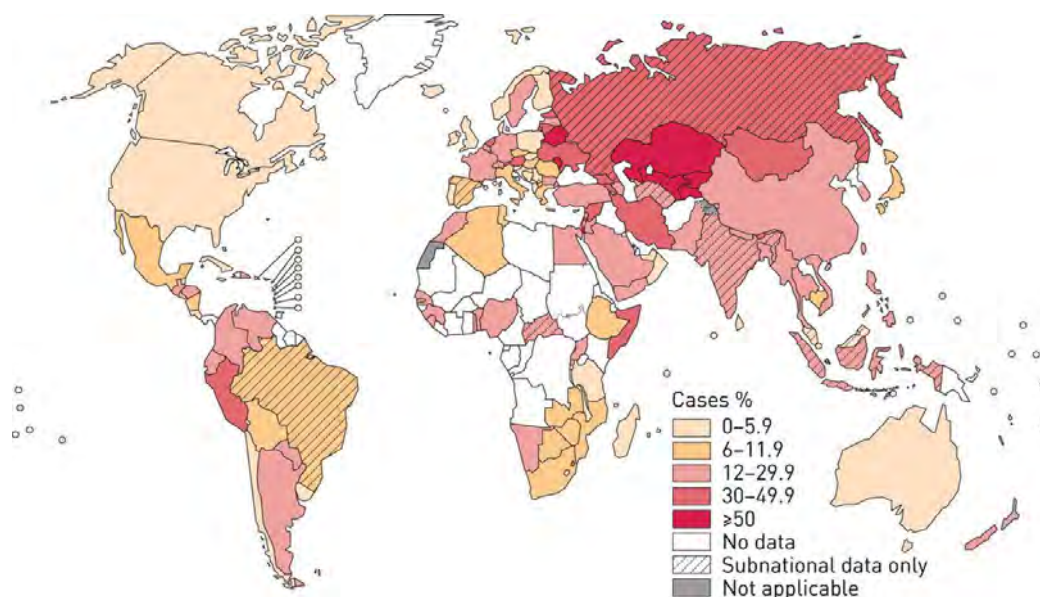 Cases %
0–5.9
6–11.9
12–29.9
30–49.9
≥50
No data
Subnational data only
Not applicable